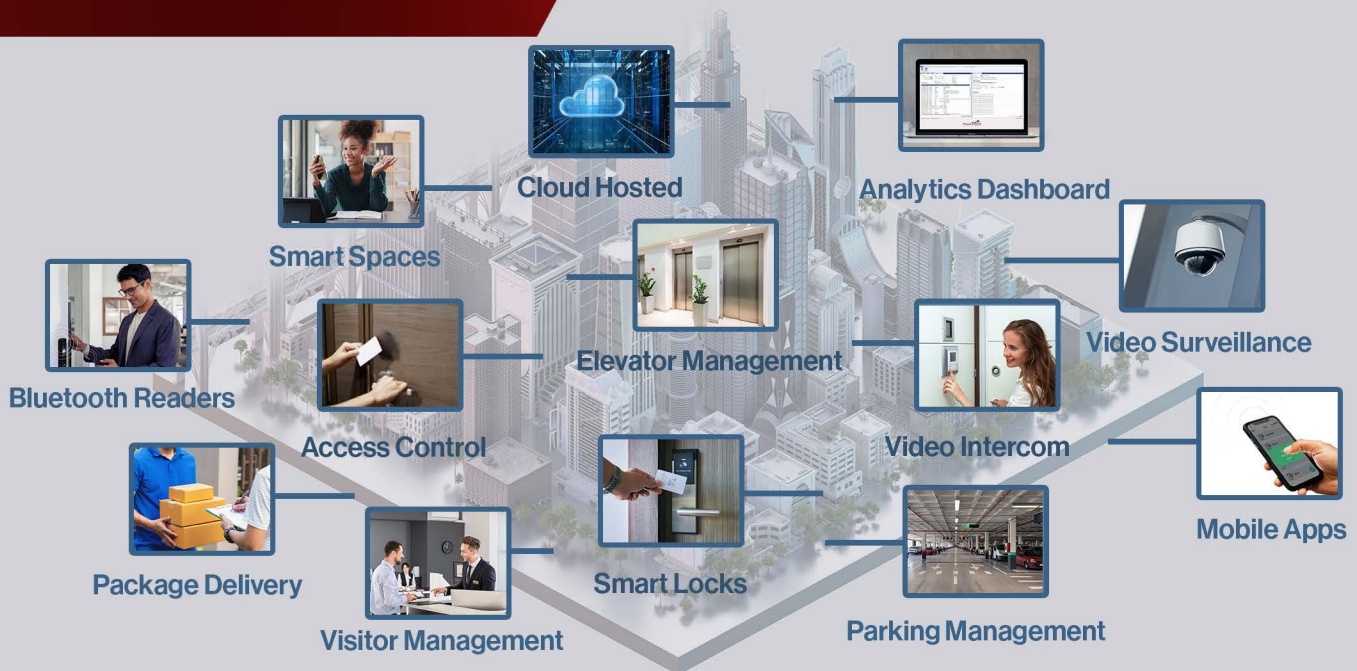 Cloud Hosted
Analytics Dashboard
Smart Spaces
Video Surveillance
Elevator Management
Bluetooth Readers
Access Control
Video Intercom
Mobile Apps
Package Delivery
Smart Locks
Visitor Management
Parking Management